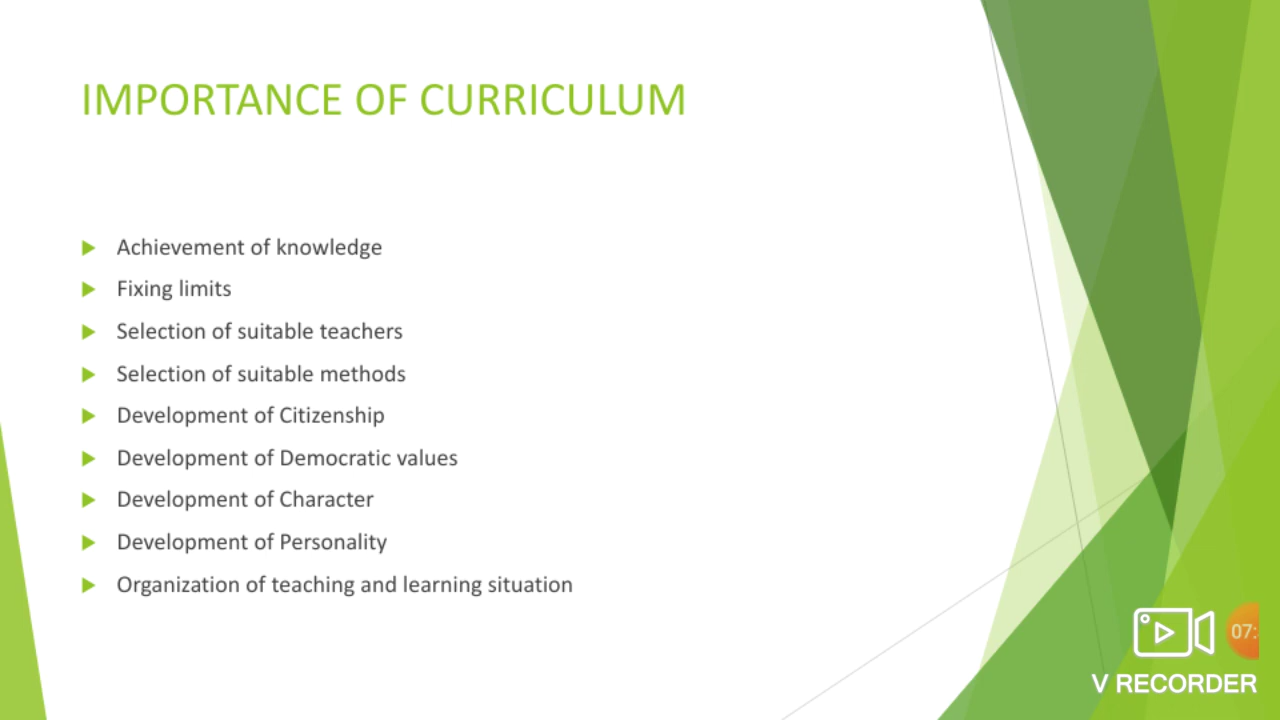 IMPORTANCE OF CURRICULUM
Achievement of knowledge
Fixing limits
Selection of suitable teachers
Selection of suitable methods
Development of Citizenship
Development of Democratic values
Development of Character
Development of Personality
Organization of teaching and learning situation
07:
V RECORDER